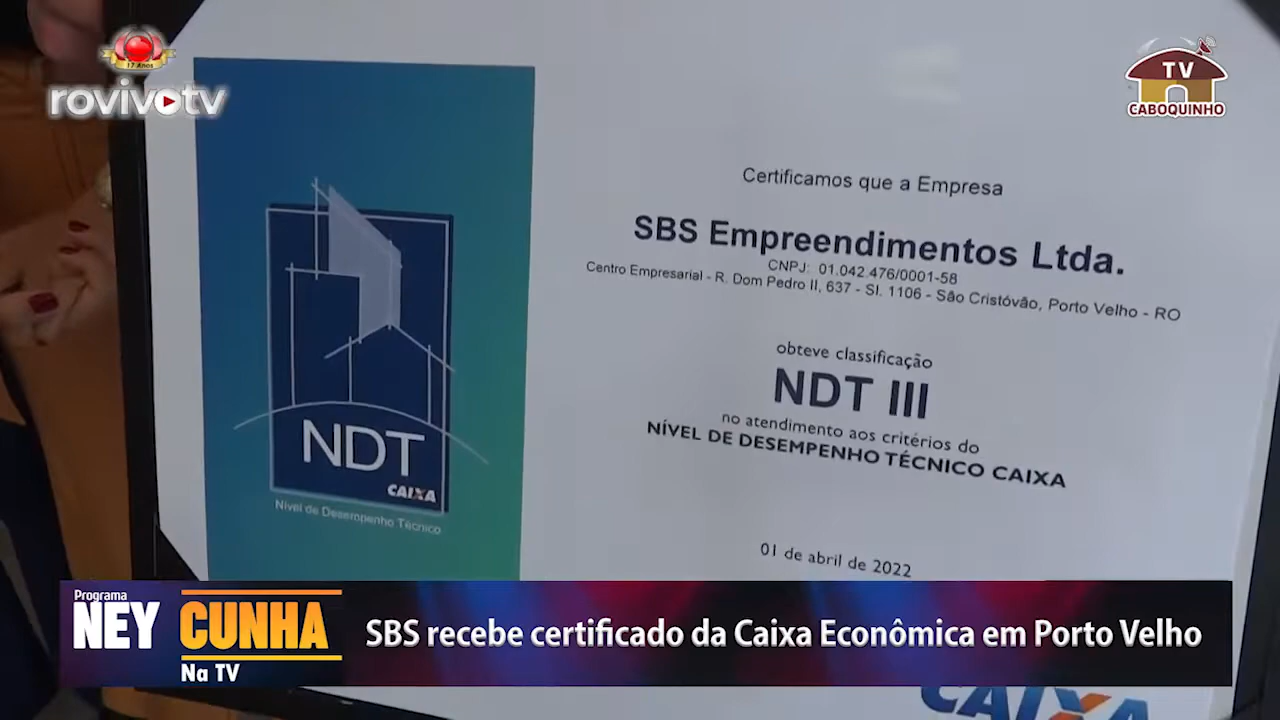 17 Anos
rovivotv
TV
CABOQUINHO
Certificamos que a Empresa
SBS Empreendimentos Ltda.
CNPJ: 01.042.476/0001-58
Centro Empresarial - R. Dom Pedro II, 637 - Sl. 1106 - São Cristóvão, Porto Velho - RO
obteve classificação
NDT III
no atendimento aos critérios do
NÍVEL DE DESEMPENHO TÉCNICO CAIXA
01 de abril de 2022
NDT
CAIXA
Nível de Desempenho Técnico
Programa
NEY CUNHA
Na TV
SBS recebe certificado da Caixa Econômica em Porto Velho
CAIXA